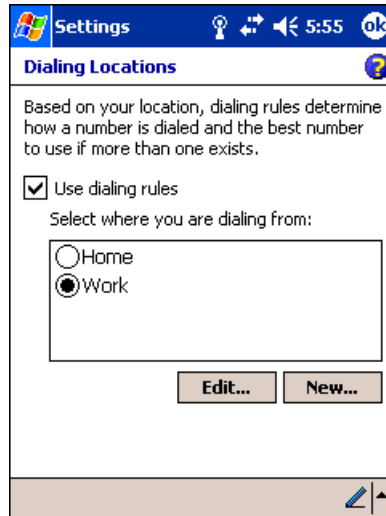 Settings 5:55 ok
Dialing Locations ?
Based on your location, dialing rules determine
how a number is dialed and the best number
to use if more than one exists.
Use dialing rules
Select where you are dialing from:
Home
Work
Edit... New...